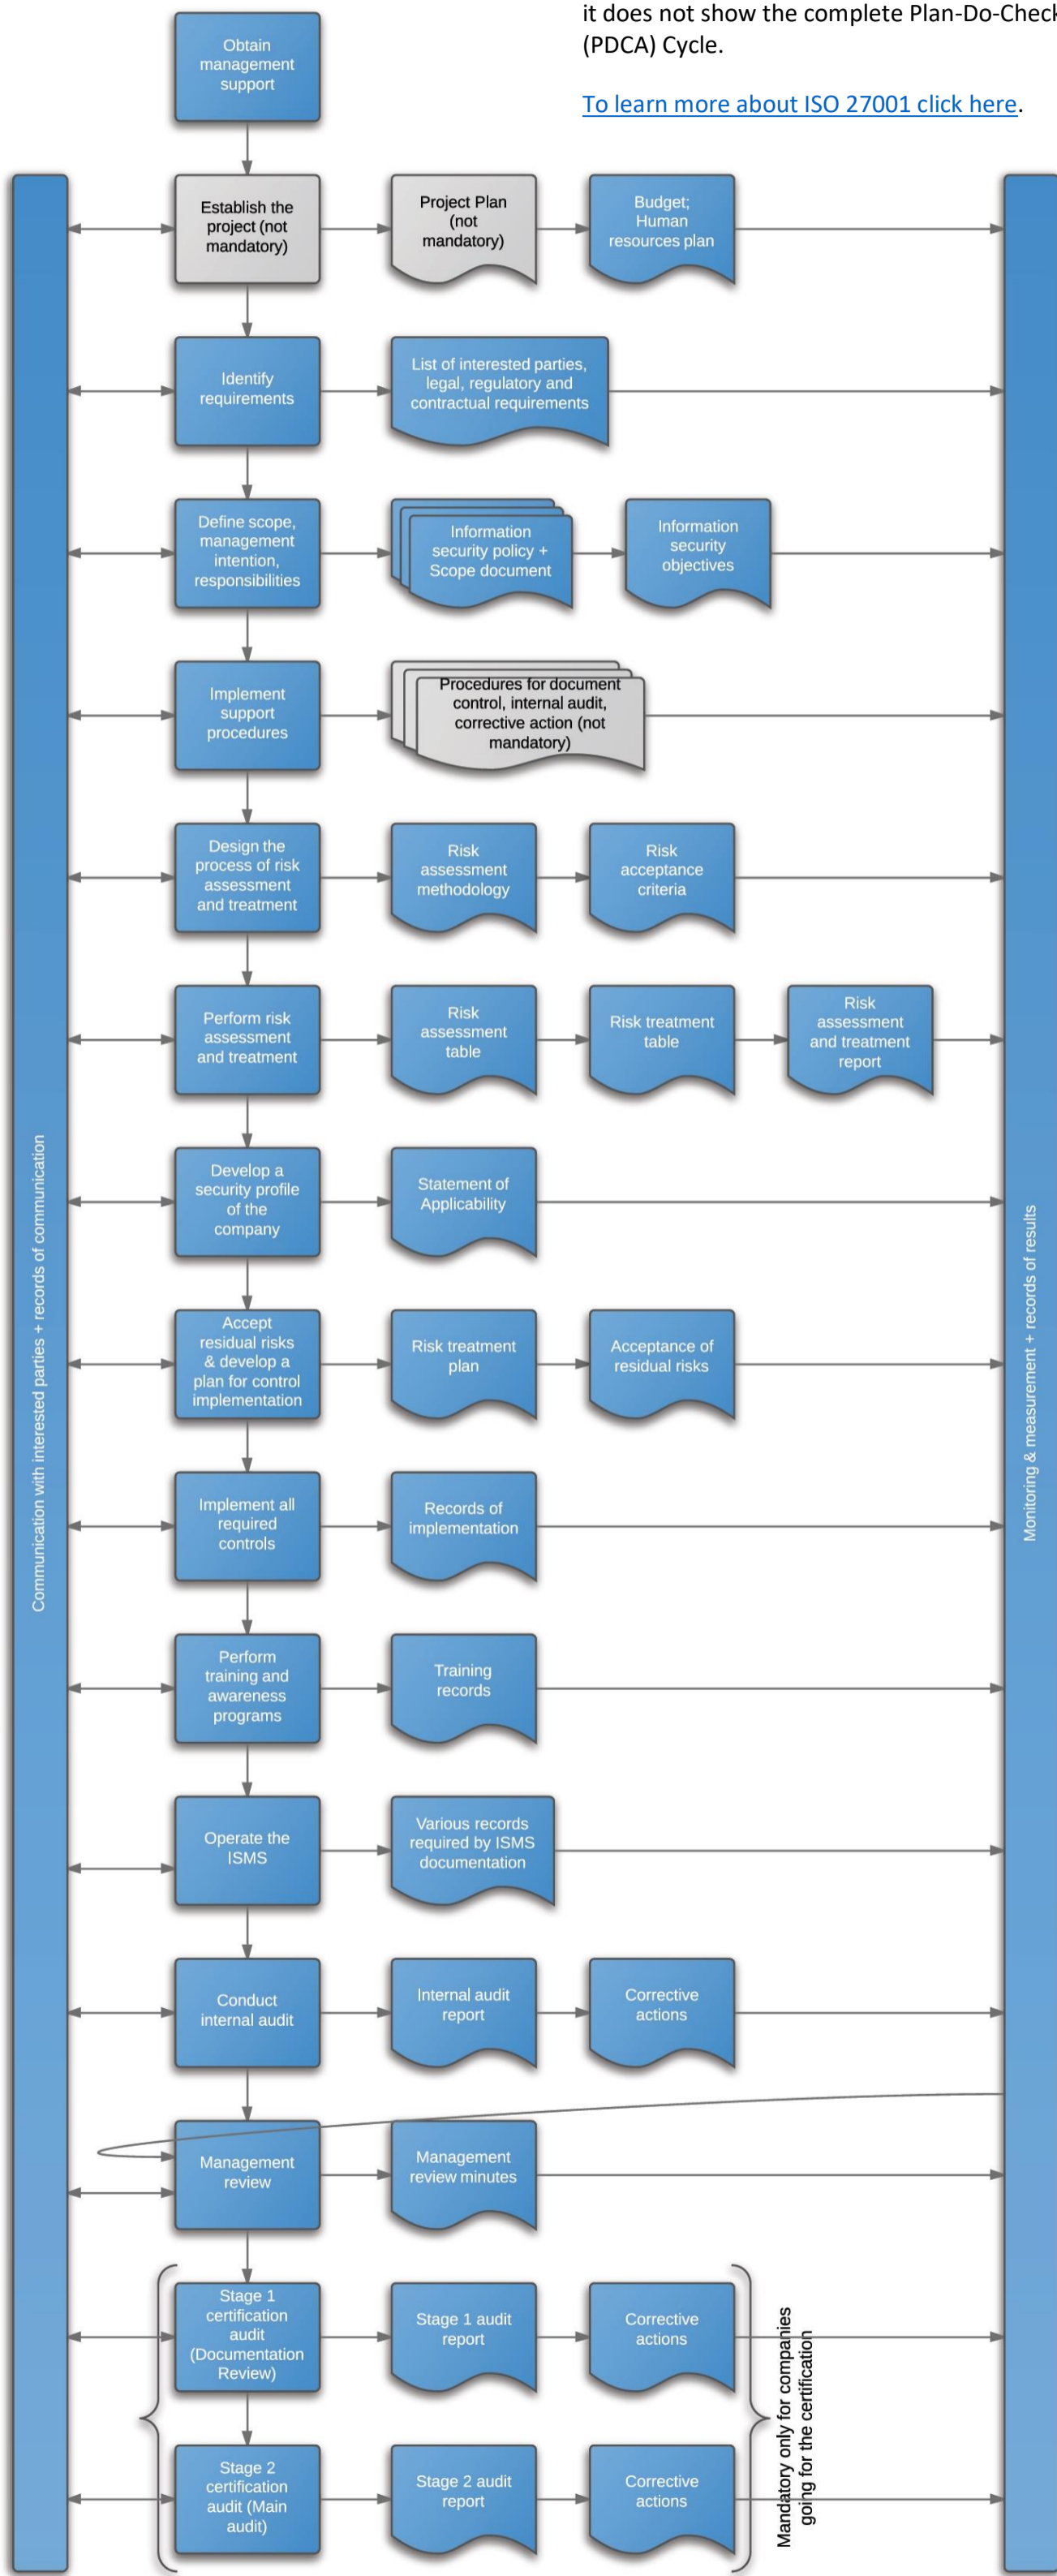 it does not show the complete Plan-Do-Check
(PDCA) Cycle.
To learn more about ISO 27001 click here.
Obtain
management
support
Establish the
project (not
mandatory)
Project Plan
(not
mandatory)
Budget;
Human
resources plan
Identify
requirements
List of interested parties,
legal, regulatory and
contractual requirements
Define scope,
management
intention,
responsibilities
Information
security policy +
Scope document
Information
security
objectives
Implement
support
procedures
Procedures for document
control, internal audit,
corrective action (not
mandatory)
Design the
process of risk
assessment
and treatment
Risk
assessment
methodology
Risk
acceptance
criteria
Perform risk
assessment
and treatment
Risk
assessment
table
Risk treatment
table
Risk
assessment
and treatment
report
Develop a
security profile
of the
company
Statement of
Applicability
Accept
residual risks
& develop a
plan for control
implementation
Risk treatment
plan
Acceptance of
residual risks
Implement all
required
controls
Records of
implementation
Perform
training and
awareness
programs
Training
records
Operate the
ISMS
Various records
required by ISMS
documentation
Conduct
internal audit
Internal audit
report
Corrective
actions
Management
review
Management
review minutes
Stage 1
certification
audit
(Documentation
Review)
Stage 1 audit
report
Corrective
actions
Stage 2
certification
audit (Main
audit)
Stage 2 audit
report
Corrective
actions
Mandatory only for companies
going for the certification
Communication with interested parties + records of communication
Monitoring & measurement + records of results